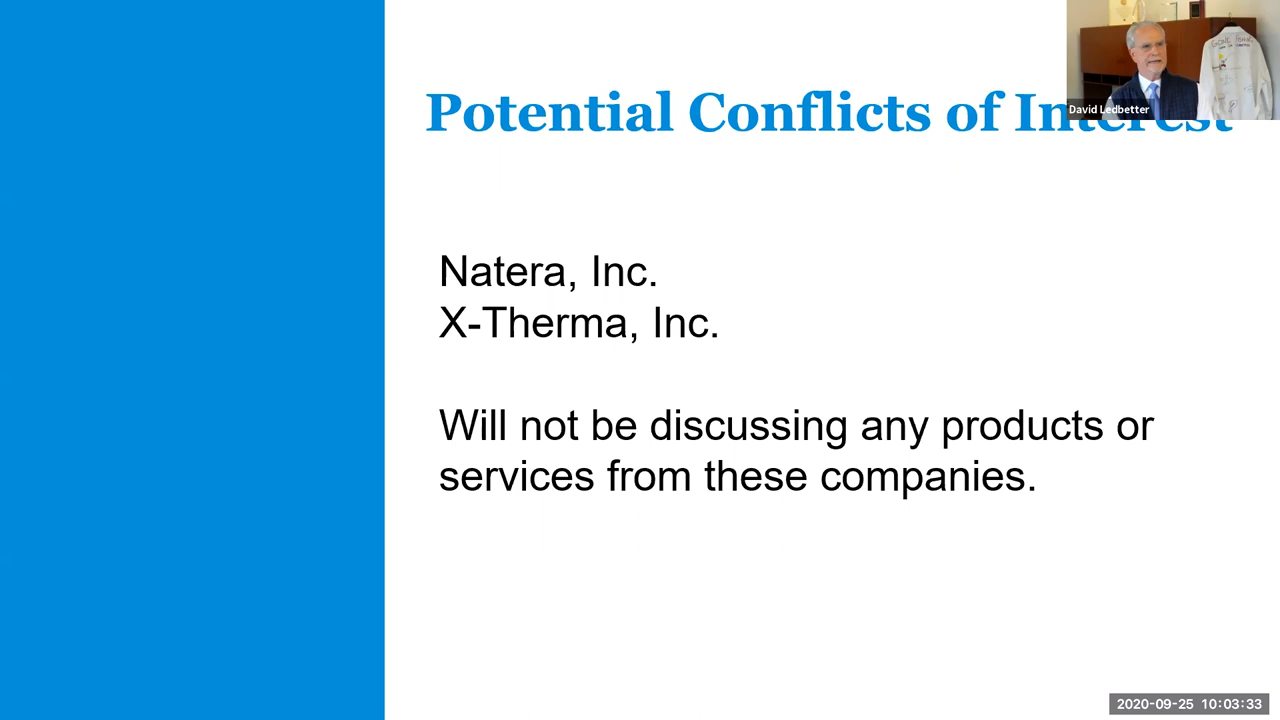 Potential Conflicts of Interest
David Ledbetter
Natera, Inc.
X-Therma, Inc.
Will not be discussing any products or
services from these companies.
2020-09-25 10:03:33